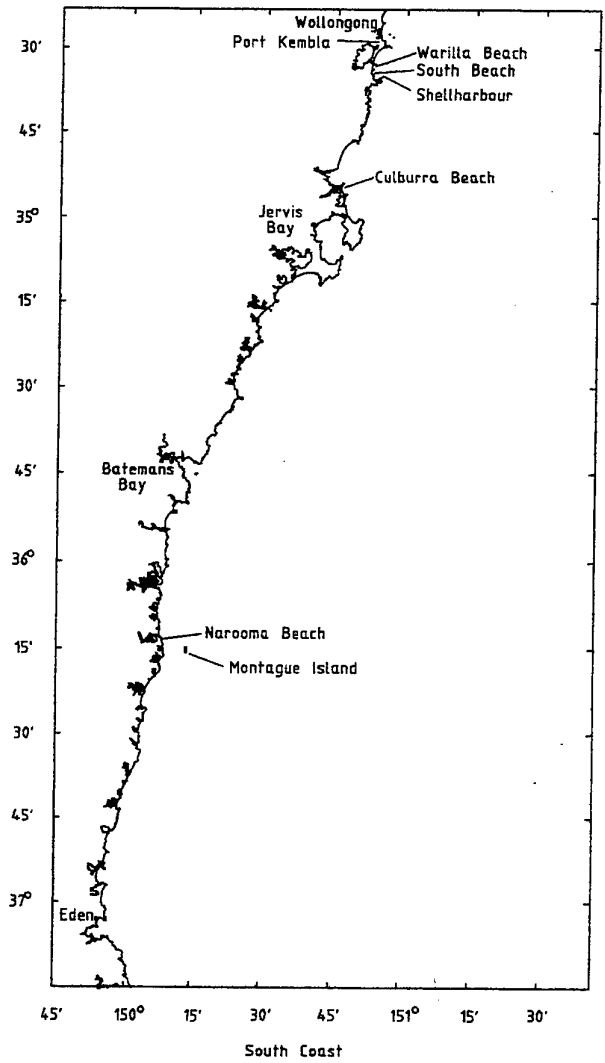 Wollongong
Port Kembla
30'
Warilla Beach
South Beach
Shellharbour
45'
Culburra Beach
35°
Jervis
Bay
15'
30'
Batemans
Bay
45'
36°
Narooma Beach
15'
Montague Island
30'
45'
37°
Eden
45' 150° 15' 30' 45' 151° 15' 30'
South Coast